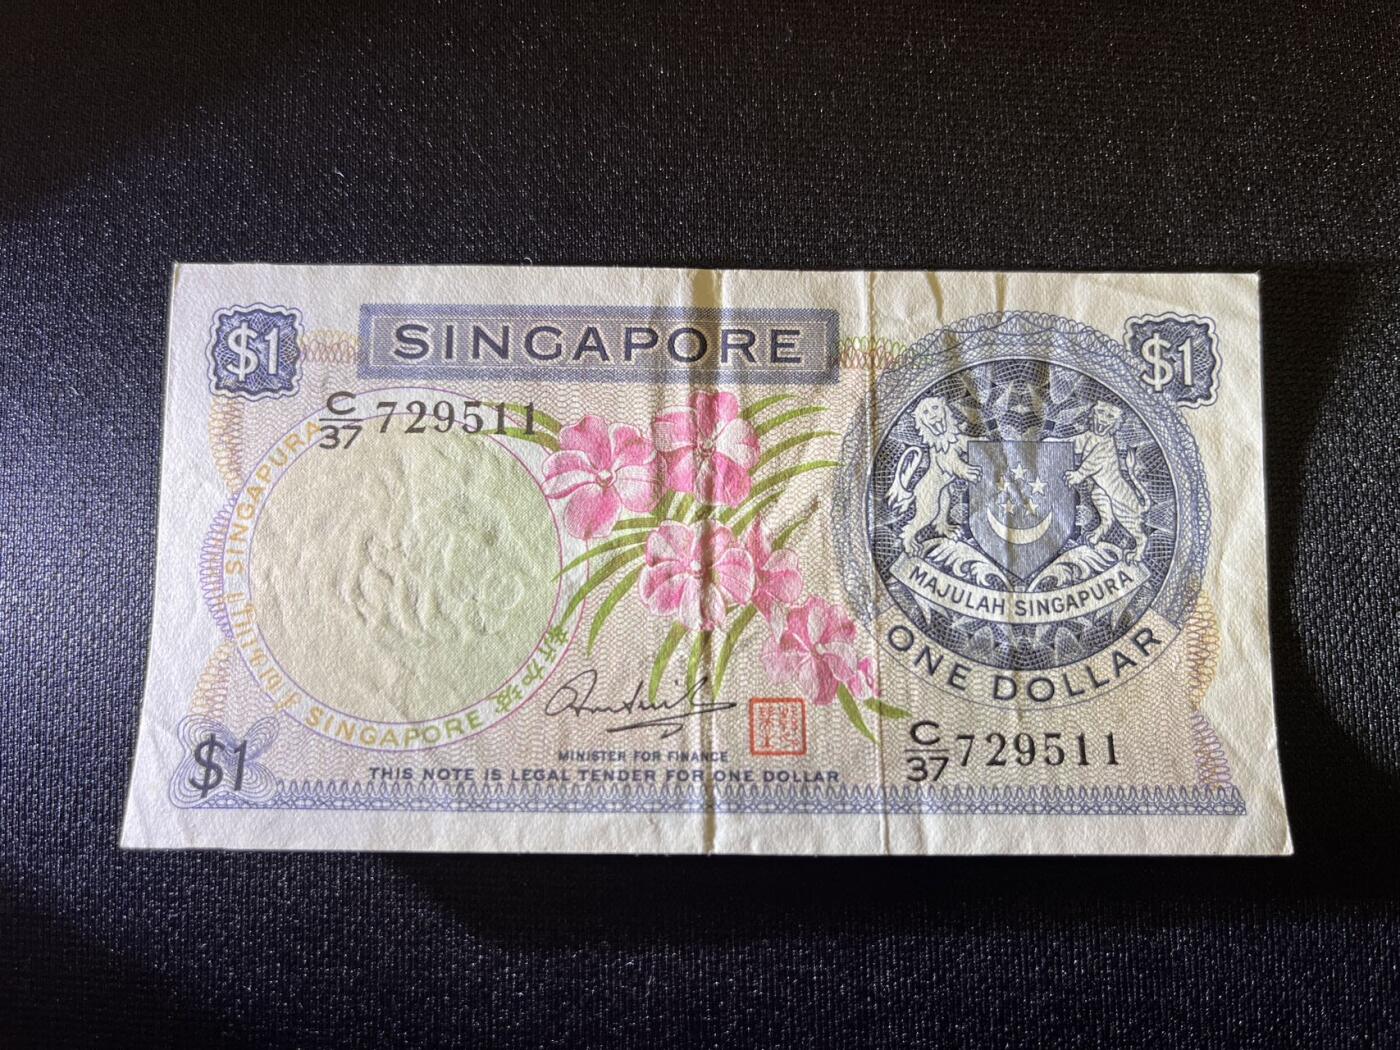 $1
SINGAPORE
$1
C/37 729511
SINGAPURA
SINGAPORE
MAJULAH SINGAPURA
ONE DOLLAR
MINISTER FOR FINANCE
C/37 729511
$1
THIS NOTE IS LEGAL TENDER FOR ONE DOLLAR